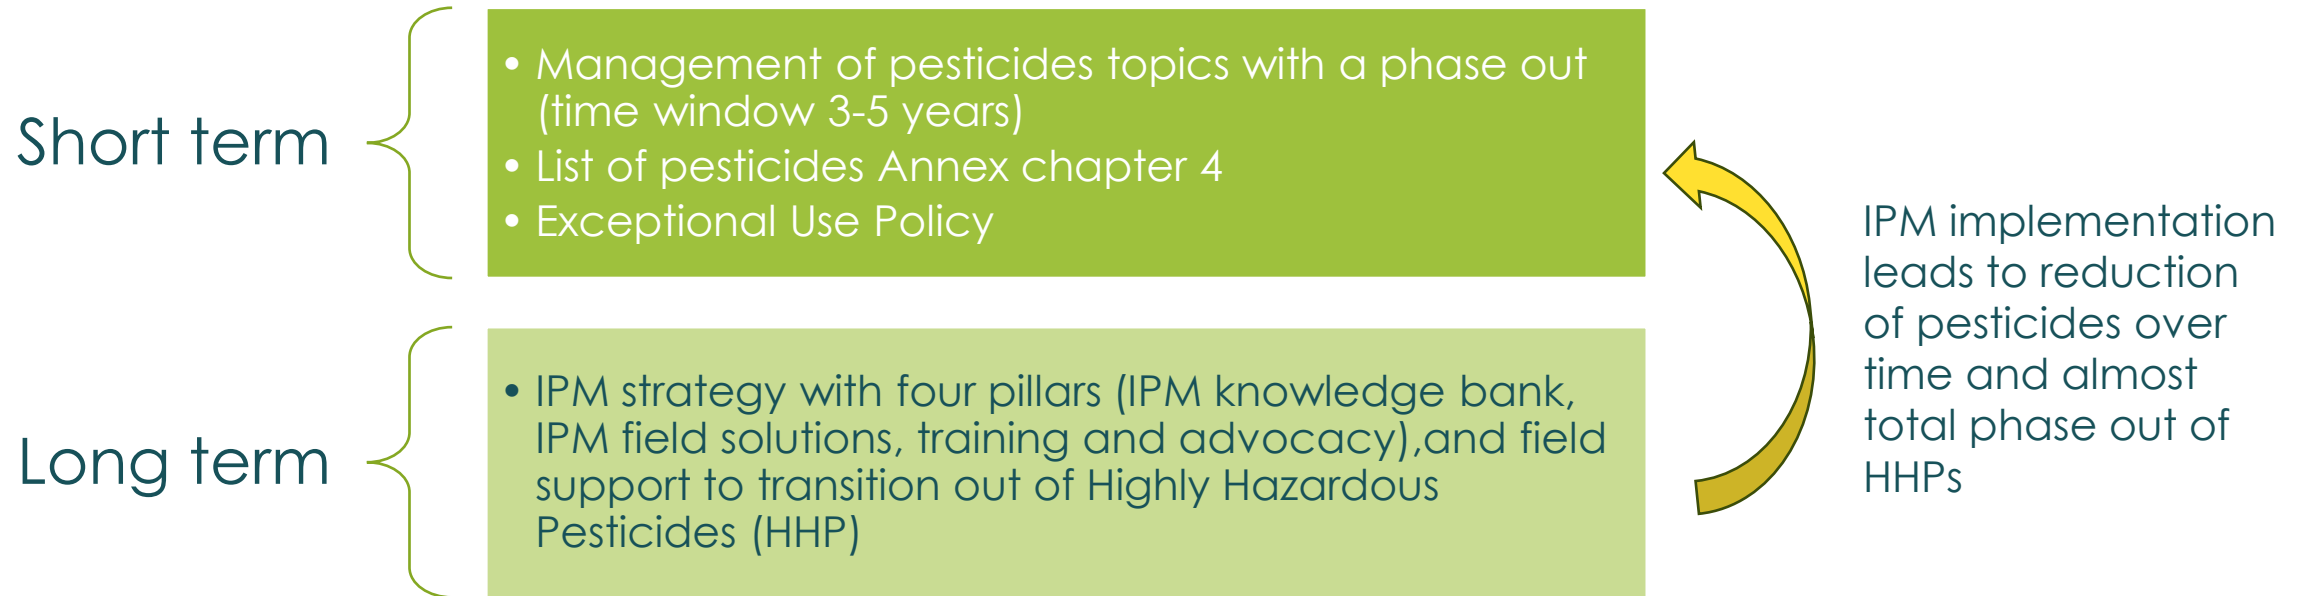 Short term
• Management of pesticides topics with a phase out
(time window 3-5 years)
• List of pesticides Annex chapter 4
• Exceptional Use Policy
Long term
• IPM strategy with four pillars (IPM knowledge bank,
IPM field solutions, training and advocacy),and field
support to transition out of Highly Hazardous
Pesticides (HHP)
IPM implementation
leads to reduction
of pesticides over
time and almost
total phase out of
HHPs